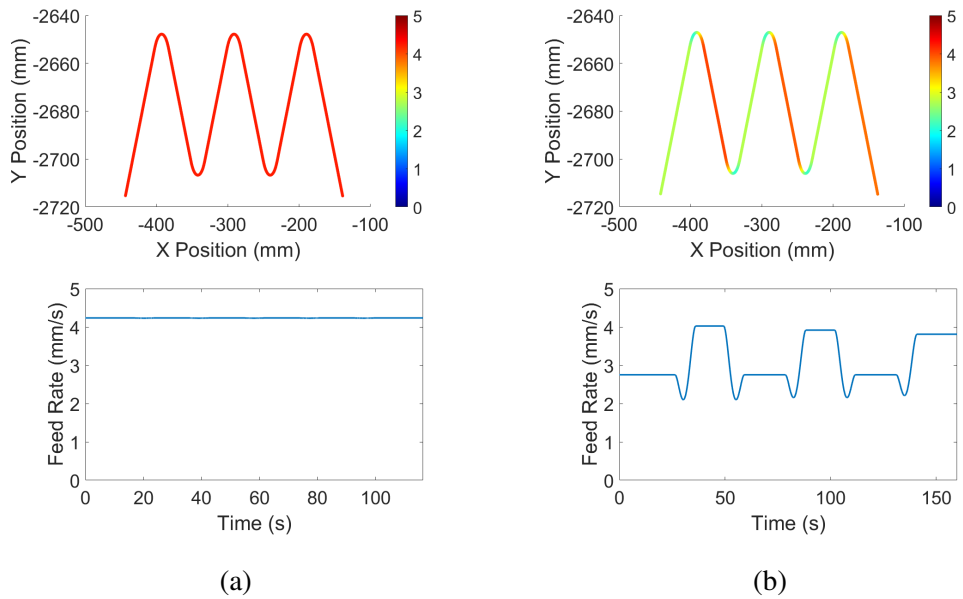 -2640
-2660
-2680
-2700
-2720
Y Position (mm)
-500 -400 -300 -200 -100
X Position (mm)
5
4
3
2
1
0
-2640
-2660
-2680
-2700
-2720
Y Position (mm)
-500 -400 -300 -200 -100
X Position (mm)
5
4
3
2
1
0
5
4
3
2
1
0
Feed Rate (mm/s)
0 20 40 60 80 100
Time (s)
5
4
3
2
1
0
Feed Rate (mm/s)
0 50 100 150
Time (s)
(a)
(b)